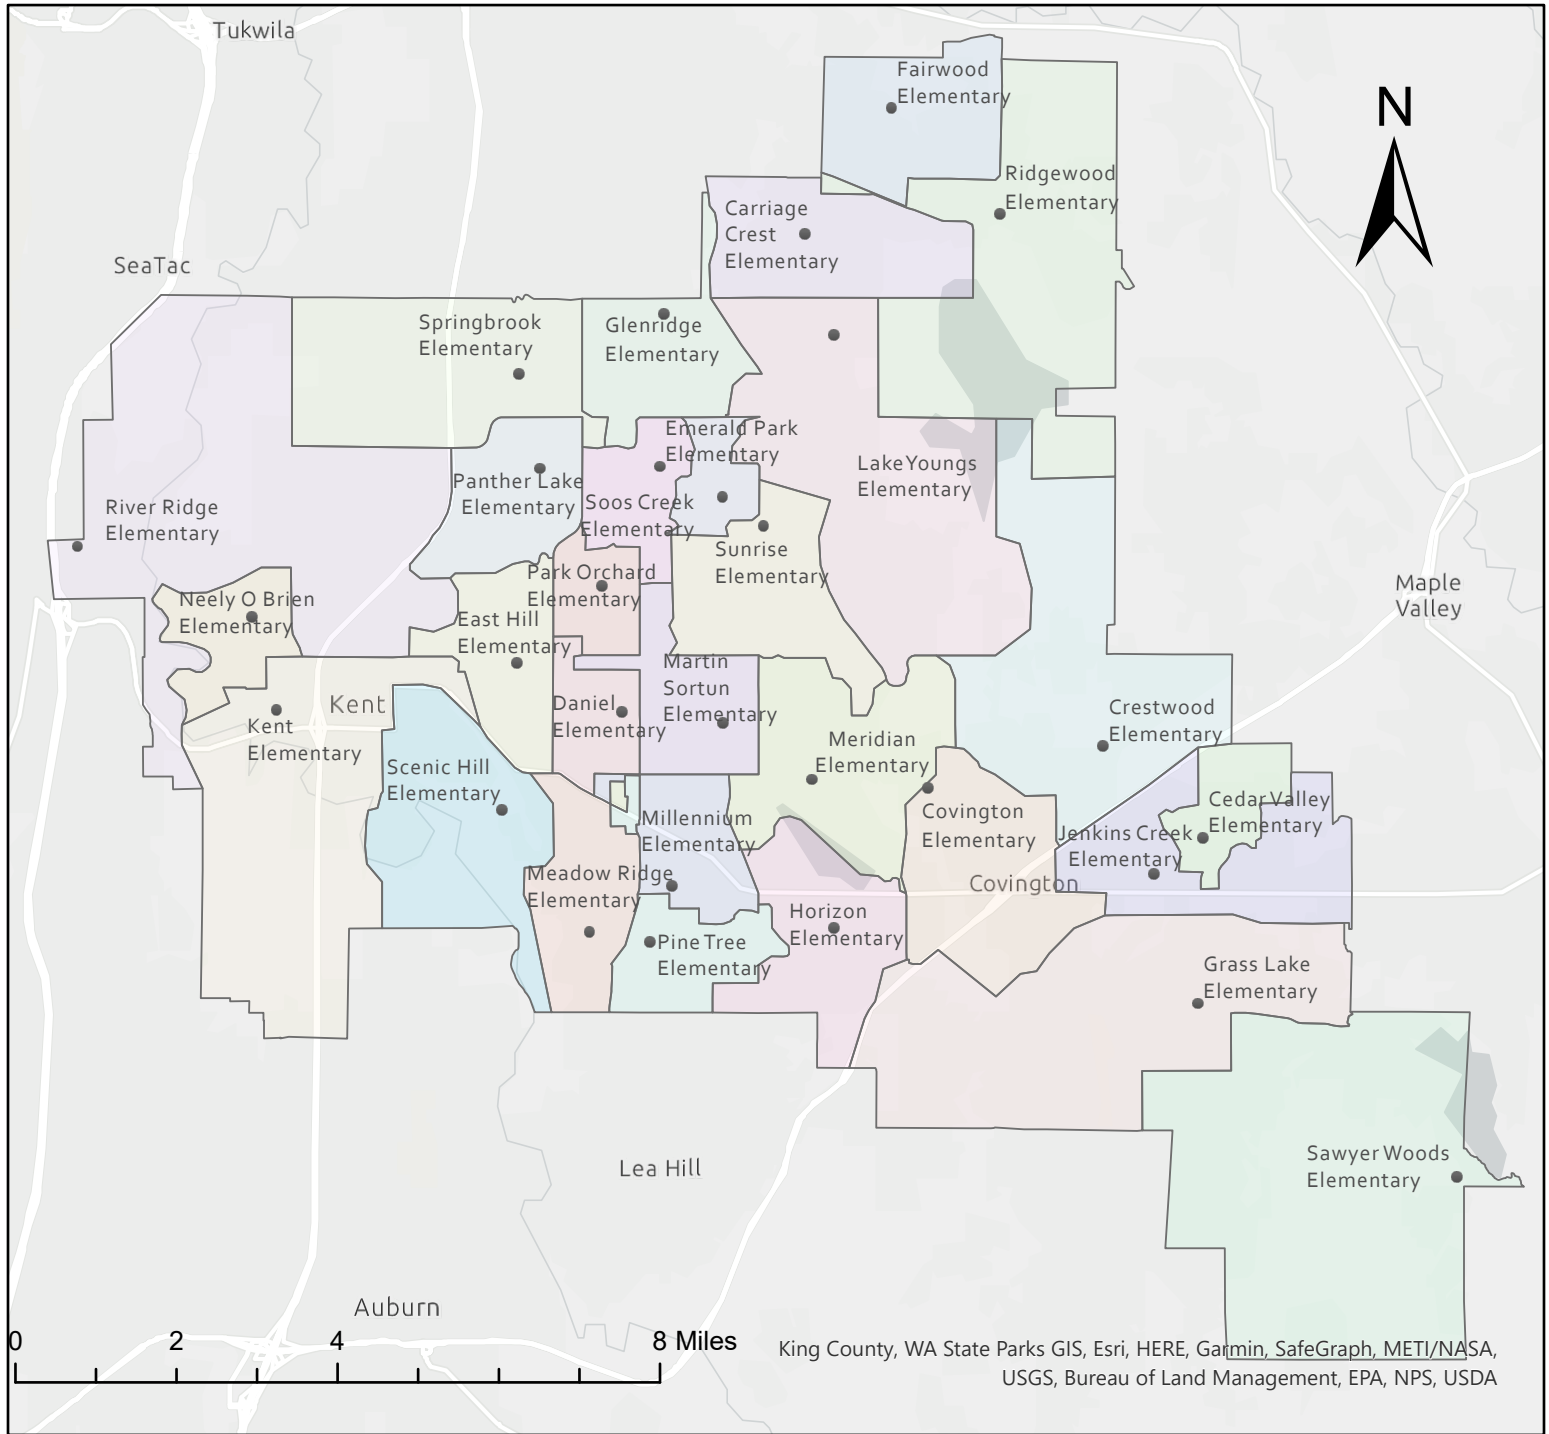 Tukwila
Fairwood
Elementary
N
Ridgewood
Elementary
Carriage
Crest
Elementary
SeaTac
Springbrook
Elementary
Glenridge
Elementary
Emerald Park
Elementary
Lake Youngs
Elementary
Panther Lake
Elementary
Soos Creek
Elementary
River Ridge
Elementary
Sunrise
Elementary
Park Orchard
Elementary
Maple
Valley
Neely O Brien
Elementary
East Hill
Elementary
Martin
Sortun
Elementary
Kent
Daniel
Elementary
Kent
Elementary
Crestwood
Elementary
Meridian
Elementary
Scenic Hill
Elementary
Millennium
Elementary
Covington
Elementary
Cedar Valley
Elementary
Jenkins Creek
Elementary
Meadow Ridge
Elementary
Covington
Horizon
Elementary
Pine Tree
Elementary
Grass Lake
Elementary
Sawyer Woods
Elementary
Lea Hill
Auburn
0 2 4 8 Miles
King County, WA State Parks GIS, Esri, HERE, Garmin, SafeGraph, METI/NASA,
USGS, Bureau of Land Management, EPA, NPS, USDA